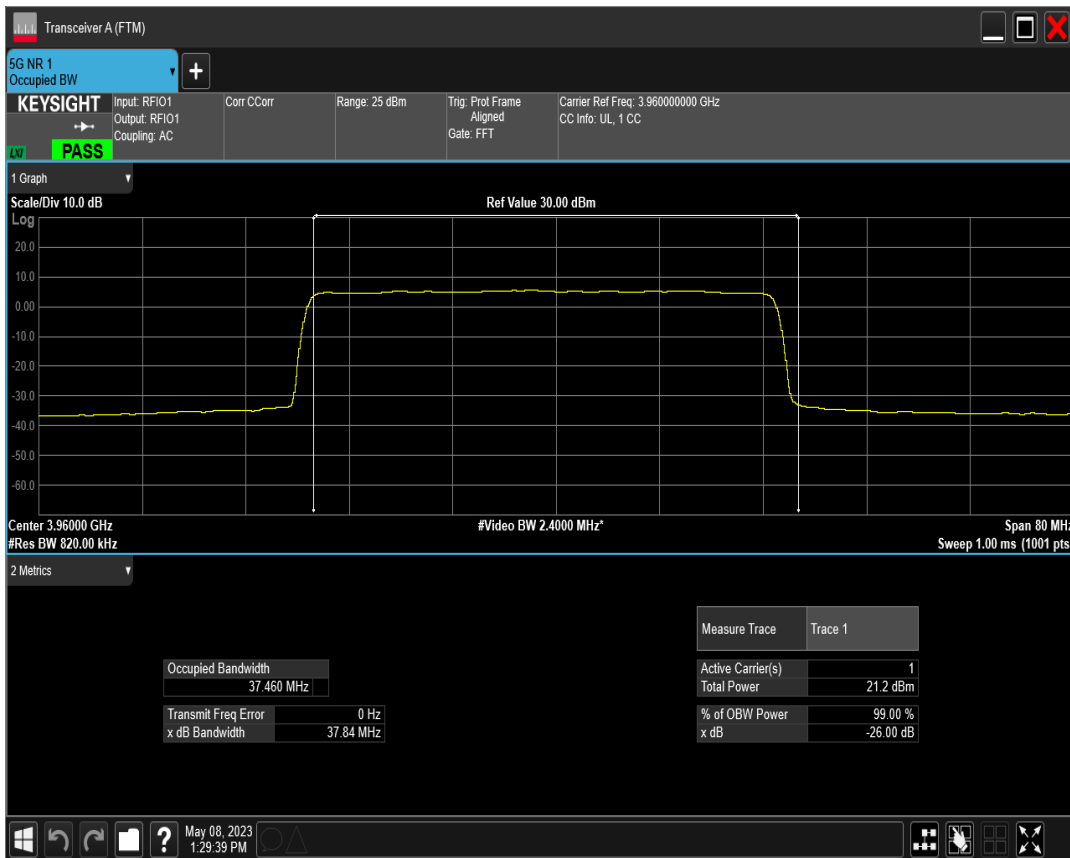 Transceiver A (FTM)
5G NR 1
Occupied BW
+
KEYSIGHT
LXI
PASS
Input: RFIO1
Output: RFIO1
Coupling: AC
Corr CCorr
Range: 25 dBm
Trig: Prot Frame
Aligned
Gate: FFT
Carrier Ref Freq: 3.960000000 GHz
CC Info: UL, 1 CC
1 Graph
Scale/Div 10.0 dB
Ref Value 30.00 dBm
Log
20.0
10.0
0.00
-10.0
-20.0
-30.0
-40.0
-50.0
-60.0
Center 3.96000 GHz
#Video BW 2.4000 MHz*
Span 80 MHz
#Res BW 820.00 kHz
Sweep 1.00 ms (1001 pts
2 Metrics
Occupied Bandwidth
37.460 MHz
Transmit Freq Error 0 Hz
x dB Bandwidth 37.84 MHz
Measure Trace Trace 1
Active Carrier(s) 1
Total Power 21.2 dBm
% of OBW Power 99.00 %
x dB -26.00 dB
?
May 08, 2023
1:29:39 PM